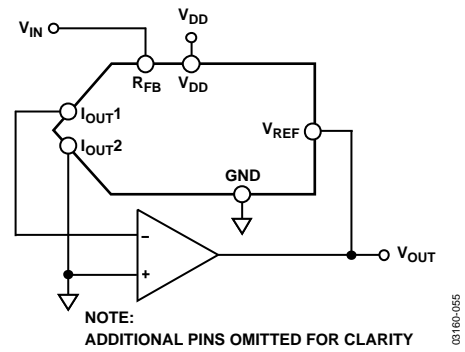 VDD
VIN
RFB
VDD
IOUT1
IOUT2
VREF
GND
−
+
VOUT
NOTE:
ADDITIONAL PINS OMITTED FOR CLARITY
03160-055